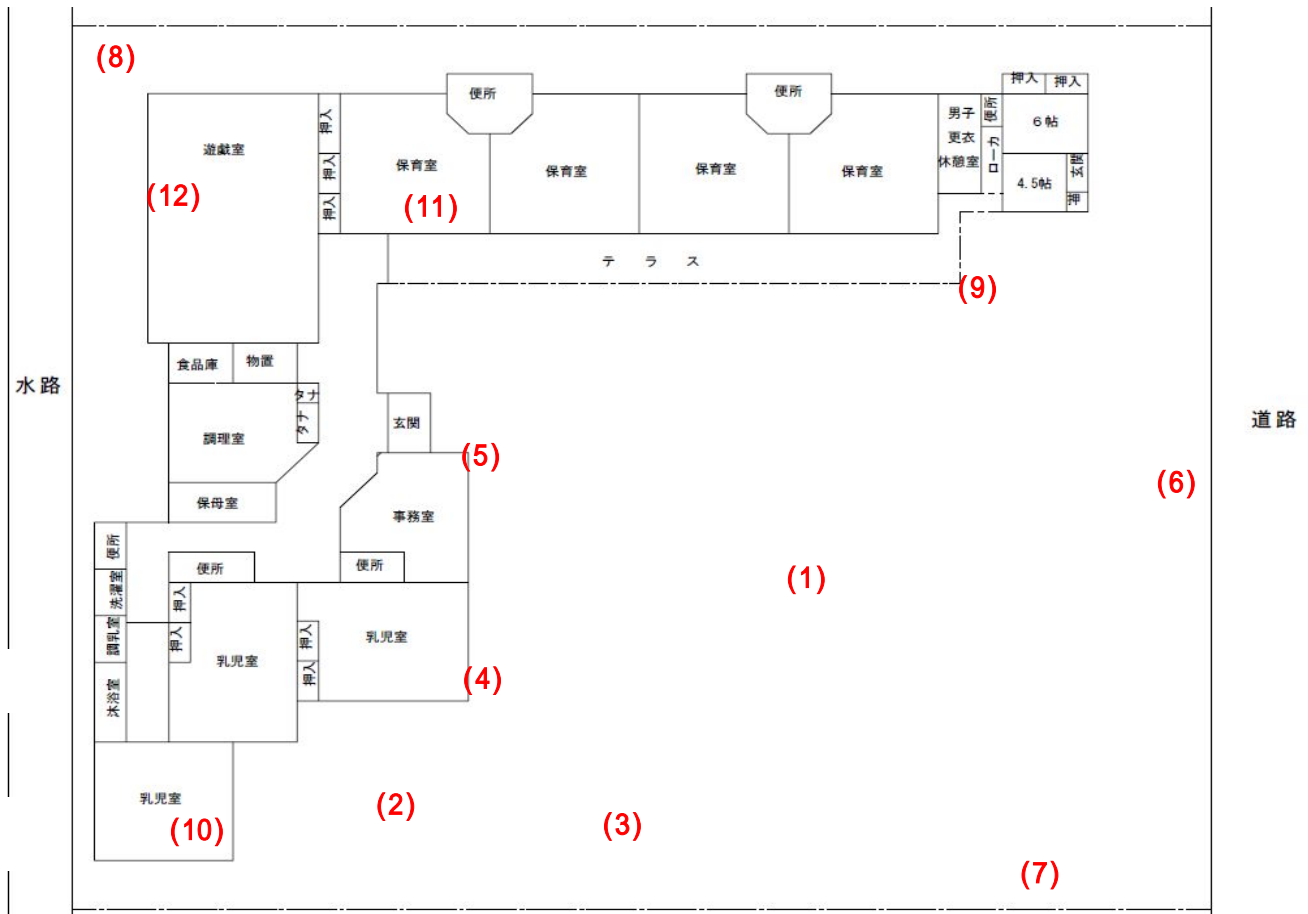 (8)
押入 押入
便所
便所
男子
更衣
休憩室
便所
ローカ
6帖
遊戯室
押入
押入
押入
保育室
保育室
保育室
保育室
4.5帖
玄関
押
(12)
(11)
テラス
(9)
食品庫
物置
水路
タナ
タナ
調理室
玄関
道路
(5)
(6)
保母室
事務室
便所
便所
便所
(1)
洗濯室
押入
調乳室
押入
乳児室
押入
乳児室
押入
(4)
沐浴室
乳児室
(10)
(2)
(3)
(7)